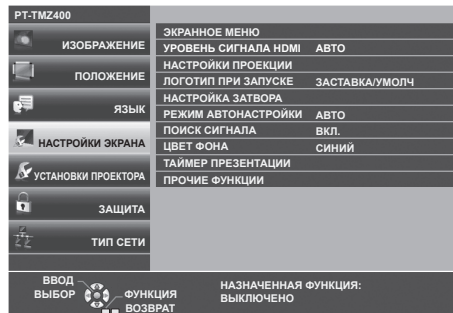 PT-TMZ400
ИЗОБРАЖЕНИЕ
ПОЛОЖЕНИЕ
ЯЗЫК
НАСТРОЙКИ ЭКРАНА
УСТАНОВКИ ПРОЕКТОРА
ЗАЩИТА
ТИП СЕТИ
ЭКРАННОЕ МЕНЮ
УРОВЕНЬ СИГНАЛА HDMI АВТО
НАСТРОЙКИ ПРОЕКЦИИ
ЛОГОТИП ПРИ ЗАПУСКЕ ЗАСТАВКА/УМОЛЧ
НАСТРОЙКА ЗАТВОРА
РЕЖИМ АВТОНАСТРОЙКИ АВТО
ПОИСК СИГНАЛА ВКЛ.
ЦВЕТ ФОНА СИНИЙ
ТАЙМЕР ПРЕЗЕНТАЦИИ
ПРОЧИЕ ФУНКЦИИ
ВВОД
ВЫБОР
ФУНКЦИЯ
ВОЗВРАТ
НАЗНАЧЕННАЯ ФУНКЦИЯ:
ВЫКЛЮЧЕНО